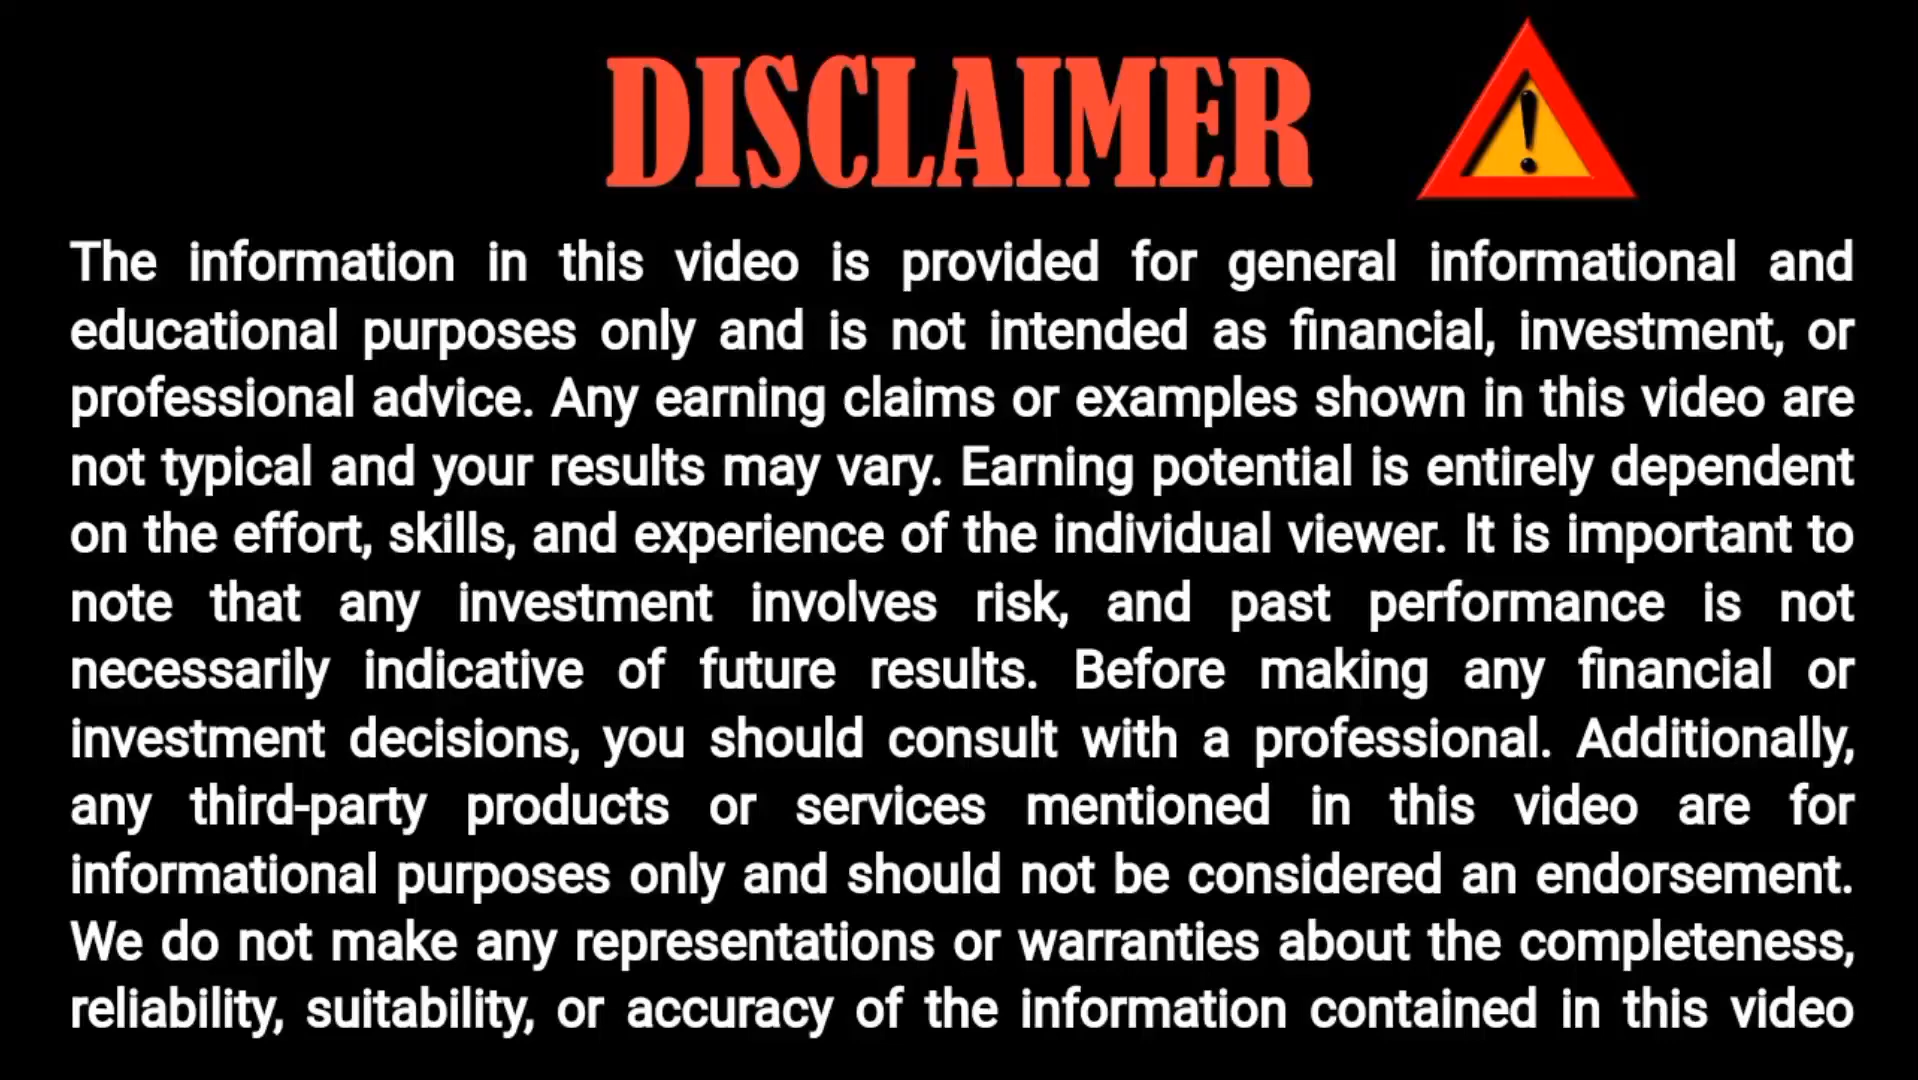 DISCLAIMER
The information in this video is provided for general informational and
educational purposes only and is not intended as financial, investment, or
professional advice. Any earning claims or examples shown in this video are
not typical and your results may vary. Earning potential is entirely dependent
on the effort, skills, and experience of the individual viewer. It is important to
note that any investment involves risk, and past performance is not
necessarily indicative of future results. Before making any financial or
investment decisions, you should consult with a professional. Additionally,
any third-party products or services mentioned in this video are for
informational purposes only and should not be considered an endorsement.
We do not make any representations or warranties about the completeness,
reliability, suitability, or accuracy of the information contained in this video